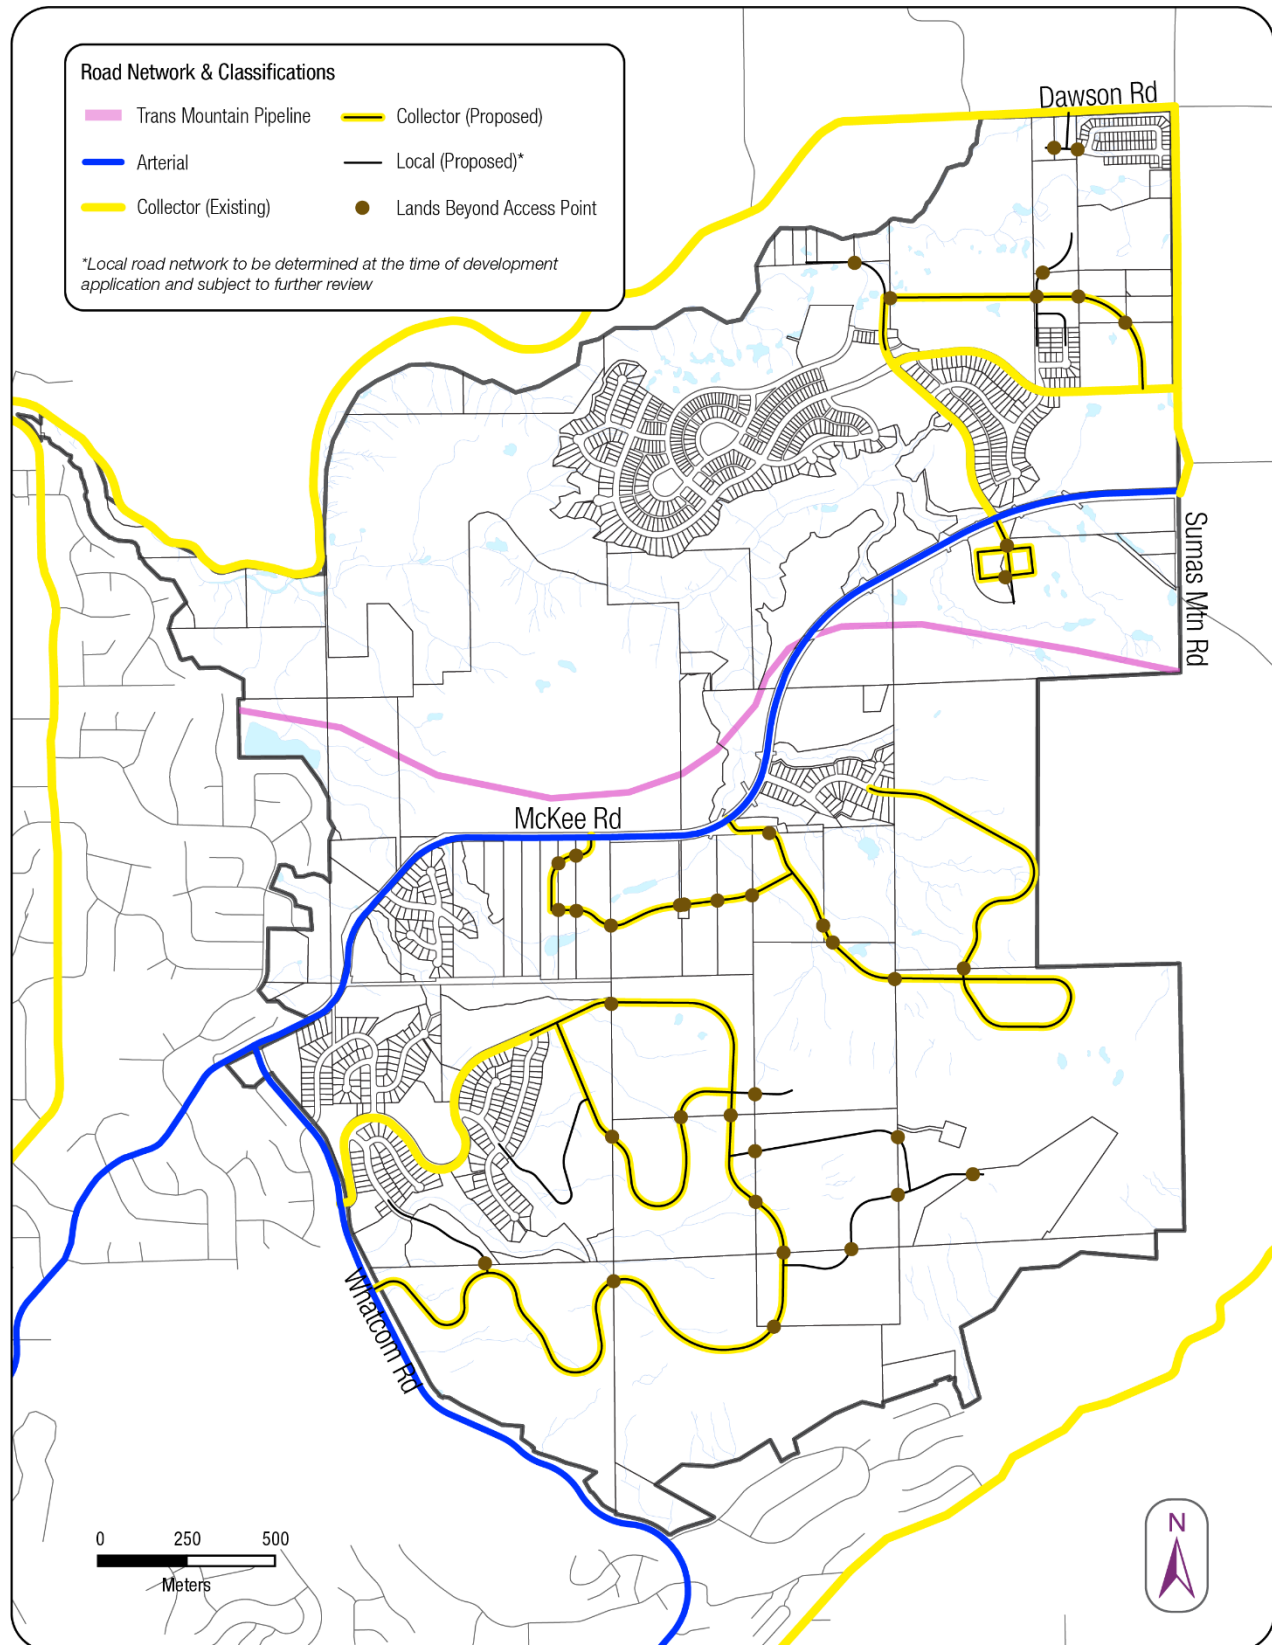 Road Network & Classifications
Trans Mountain Pipeline
Collector (Proposed)
Arterial
Local (Proposed)*
Collector (Existing)
Lands Beyond Access Point
*Local road network to be determined at the time of development
application and subject to further review
Dawson Rd
Sumas Mtn Rd
McKee Rd
Whatcom Rd
0 250 500
Meters
N